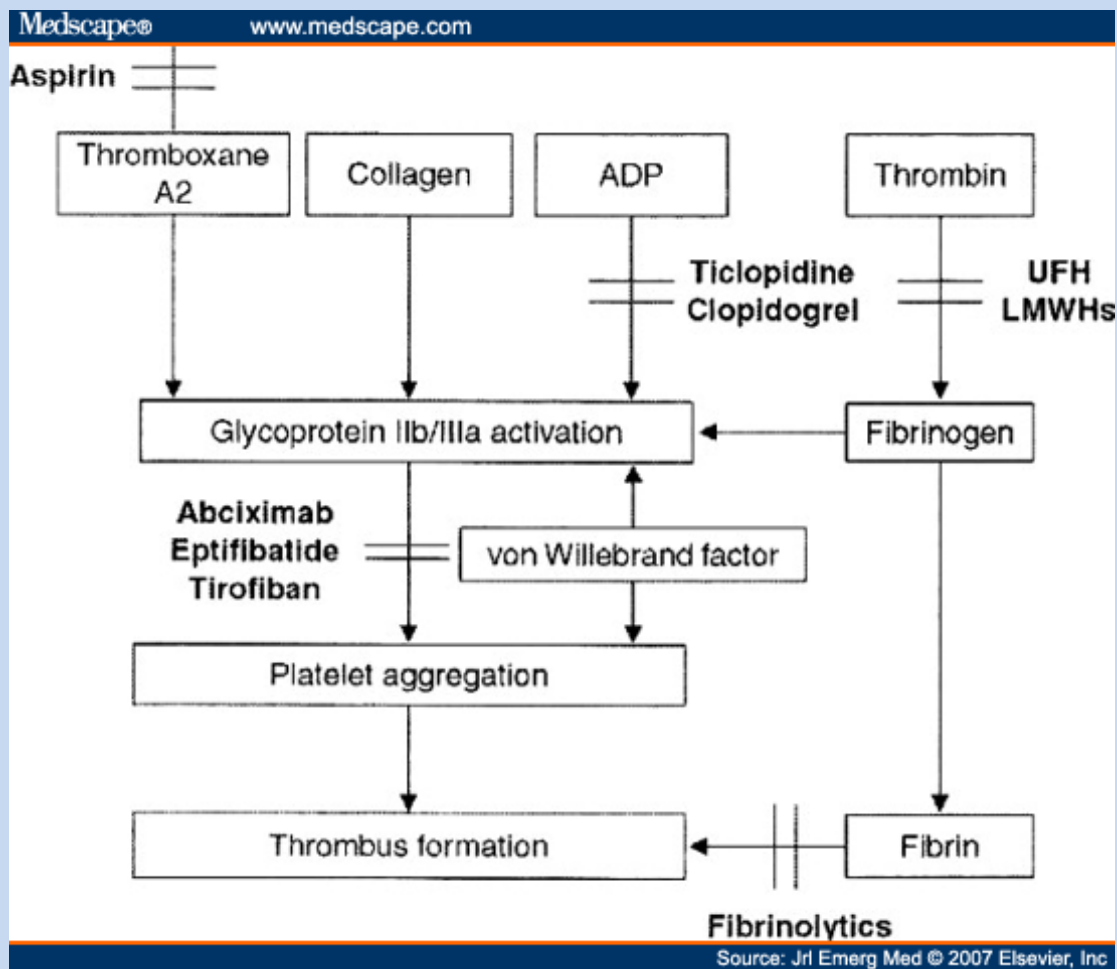 Medscape® www.medscape.com
Aspirin
Thromboxane
A2
Collagen
ADP
Thrombin
Ticlopidine
Clopidogrel
UFH
LMWHs
Glycoprotein IIb/IIIa activation
Fibrinogen
Abciximab
Eptifibatide
Tirofiban
von Willebrand factor
Platelet aggregation
Thrombus formation
Fibrin
Fibrinolytics
Source: Jrl Emerg Med © 2007 Elsevier, Inc